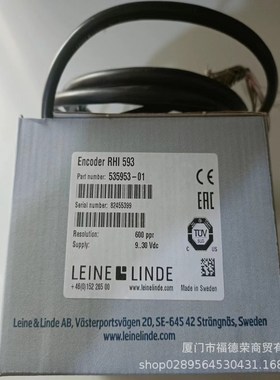 Encoder RHI 593
Part number: 535953-01
Serial number: 82455399
Resolution: 600 ppr
Supply: 9..30 Vdc
CE
EAC
TÜV
LEINE LINDE
+46(0)152 265 00
www.leinelinde.com
Made in Sweden
Leine & Linde AB, Västerportsvägen 20, SE-645 42 Strängnäs, Sweden
www.leinelinde.com
厦门市福德荣商贸有
shop0289564530431.168